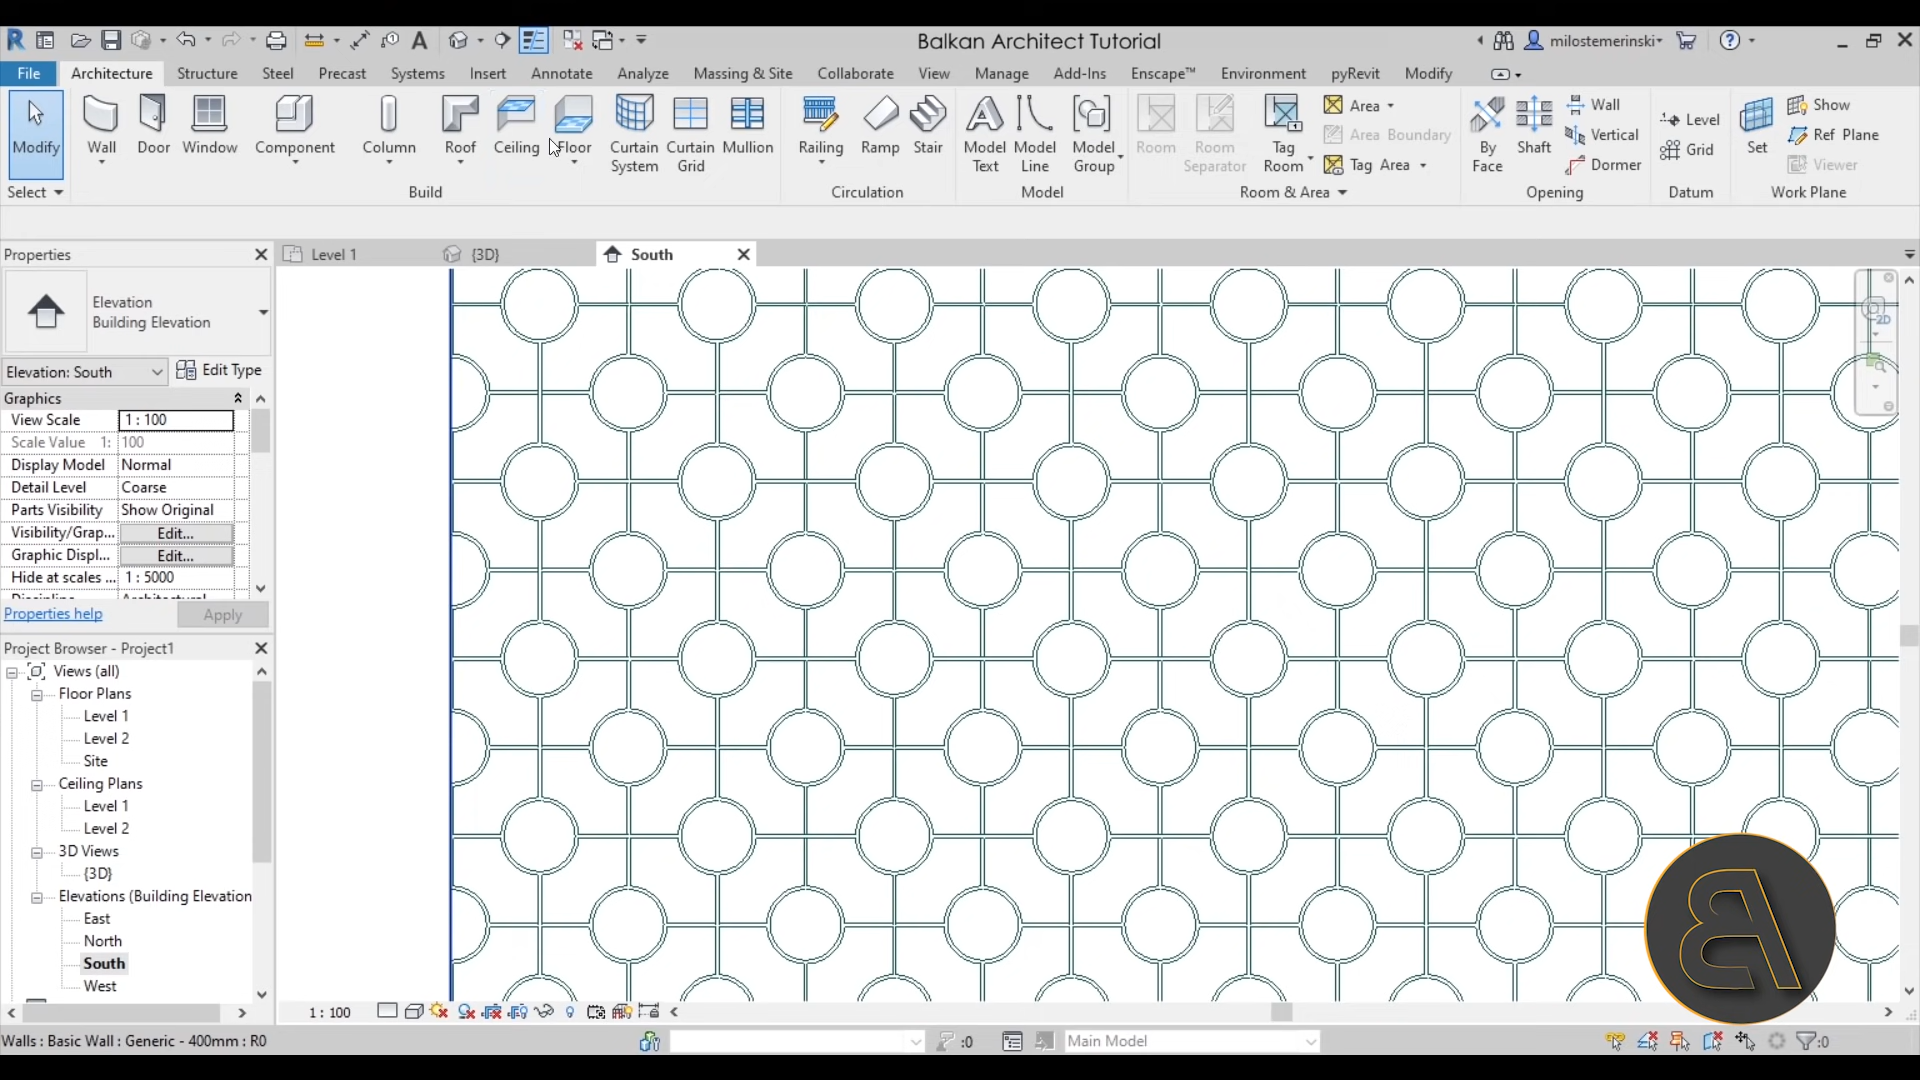 Balkan Architect Tutorial
milostemerinski
File Architecture Structure Steel Precast Systems Insert Annotate Analyze Massing & Site Collaborate View Manage Add-Ins Enscape™ Environment pyRevit Modify
Modify
Wall
Door
Window
Component
Column
Roof
Ceiling
Floor
Curtain System
Curtain Grid
Mullion
Railing
Ramp
Stair
Model Text
Model Line
Model Group
Room
Room Separator
Tag Room
Area
Area Boundary
Tag Area
By Face
Shaft
Wall
Vertical
Dormer
Level
Grid
Set
Show
Ref Plane
Viewer
Select Build Circulation Model Room & Area Opening Datum Work Plane
Properties
Level 1 {3D} South
Elevation
Building Elevation
Elevation: South Edit Type
Graphics
View Scale 1 : 100
Scale Value 1: 100
Display Model Normal
Detail Level Coarse
Parts Visibility Show Original
Visibility/Grap... Edit...
Graphic Displ... Edit...
Hide at scales ... 1 : 5000
Properties help Apply
Project Browser - Project1
Views (all)
Floor Plans
Level 1
Level 2
Site
Ceiling Plans
Level 1
Level 2
3D Views
{3D}
Elevations (Building Elevation
East
North
South
West
2D
1 : 100
Walls : Basic Wall : Generic - 400mm : R0
:0
Main Model
:0